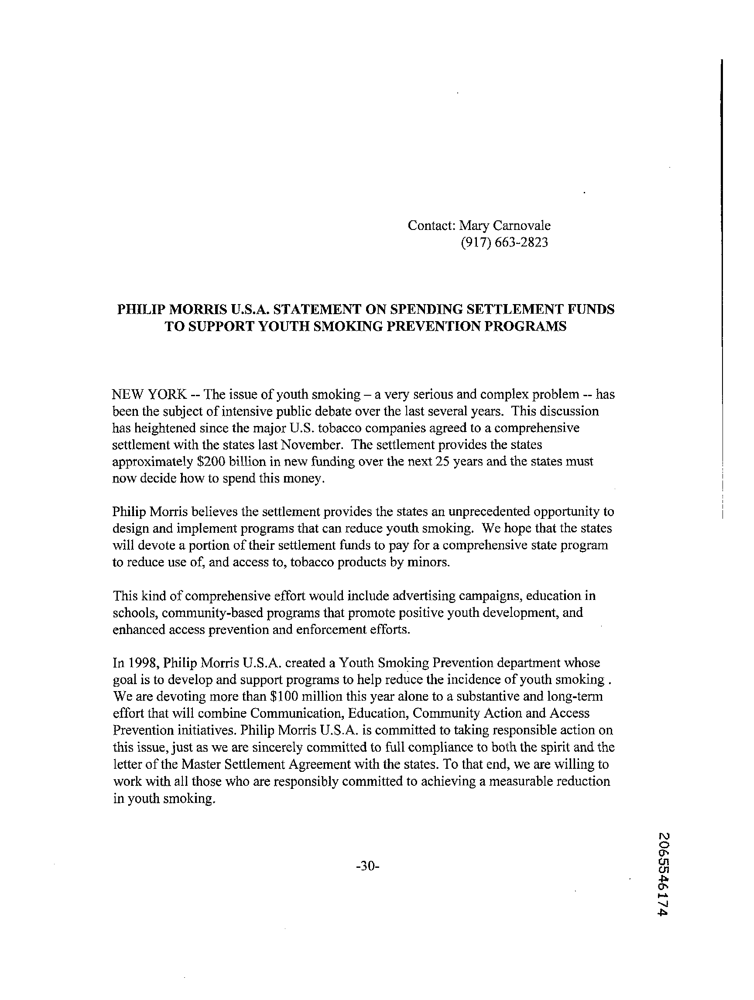 Contact: Mary Carnovale
(917) 663-2823
PHILIP MORRIS U.S.A. STATEMENT ON SPENDING SETTLEMENT FUNDS
TO SUPPORT YOUTH SMOKING PREVENTION PROGRAMS
NEW YORK -- The issue of youth smoking – a very serious and complex problem -- has
been the subject of intensive public debate over the last several years. This discussion
has heightened since the major U.S. tobacco companies agreed to a comprehensive
settlement with the states last November. The settlement provides the states
approximately $200 billion in new funding over the next 25 years and the states must
now decide how to spend this money.
Philip Morris believes the settlement provides the states an unprecedented opportunity to
design and implement programs that can reduce youth smoking. We hope that the states
will devote a portion of their settlement funds to pay for a comprehensive state program
to reduce use of, and access to, tobacco products by minors.
This kind of comprehensive effort would include advertising campaigns, education in
schools, community-based programs that promote positive youth development, and
enhanced access prevention and enforcement efforts.
In 1998, Philip Morris U.S.A. created a Youth Smoking Prevention department whose
goal is to develop and support programs to help reduce the incidence of youth smoking .
We are devoting more than $100 million this year alone to a substantive and long-term
effort that will combine Communication, Education, Community Action and Access
Prevention initiatives. Philip Morris U.S.A. is committed to taking responsible action on
this issue, just as we are sincerely committed to full compliance to both the spirit and the
letter of the Master Settlement Agreement with the states. To that end, we are willing to
work with all those who are responsibly committed to achieving a measurable reduction
in youth smoking.
-30-
2065546174